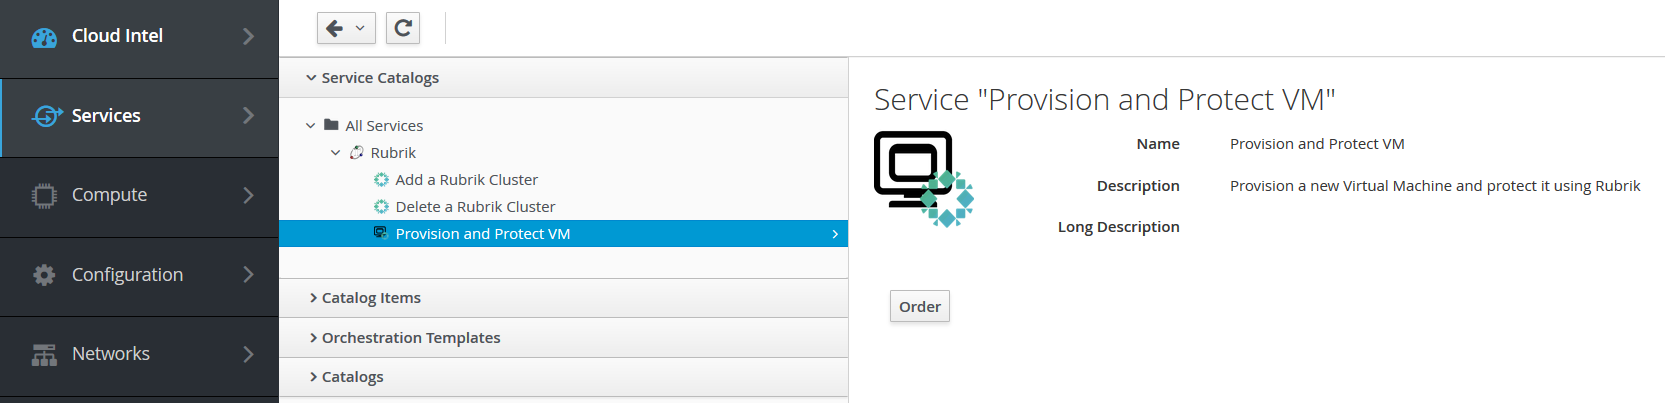 Cloud Intel
Services
Compute
Configuration
Networks
Service Catalogs
All Services
Rubrik
Add a Rubrik Cluster
Delete a Rubrik Cluster
Provision and Protect VM
Catalog Items
Orchestration Templates
Catalogs
Service "Provision and Protect VM"
Name Provision and Protect VM
Description Provision a new Virtual Machine and protect it using Rubrik
Long Description
Order